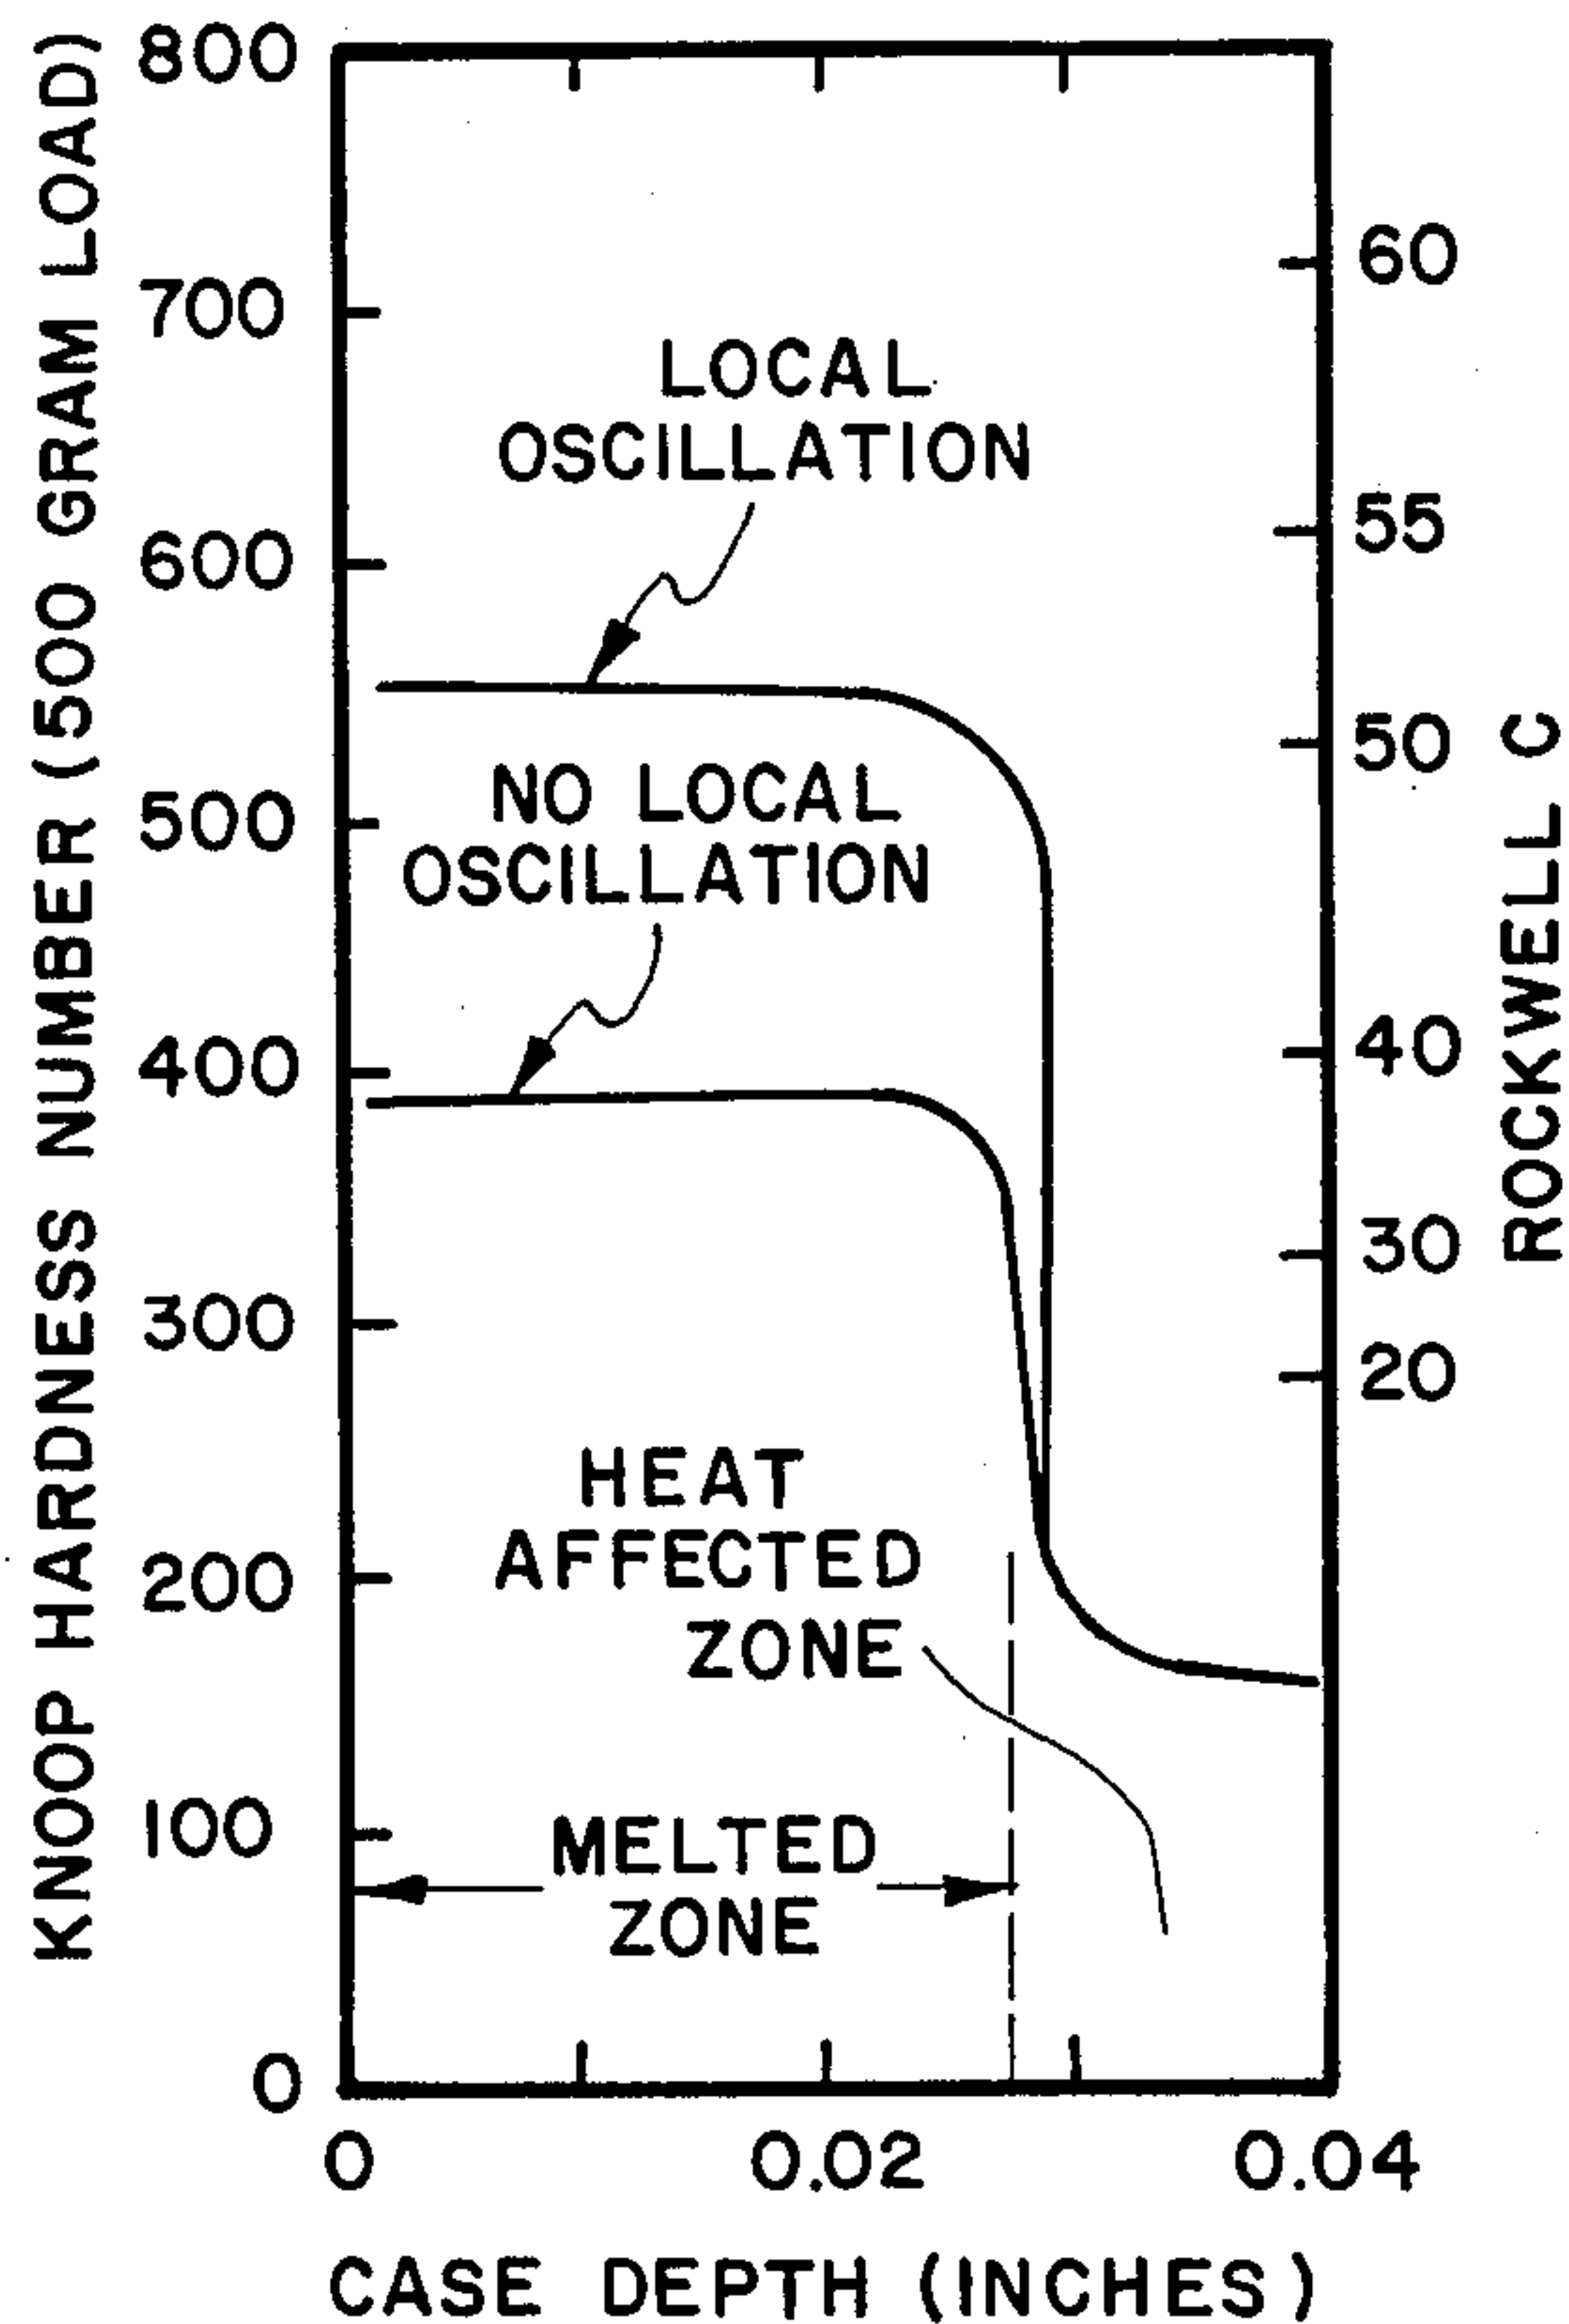 KNOOP HARDNESS NUMBER (500 GRAM LOAD)
800
700
600
500
400
300
200
100
0
LOCAL
OSCILLATION
NO LOCAL
OSCILLATION
HEAT
AFFECTED
ZONE
MELTED
ZONE
60
55
50
40
30
20
ROCKWELL C
0
0.02
0.04
CASE DEPTH (INCHES)